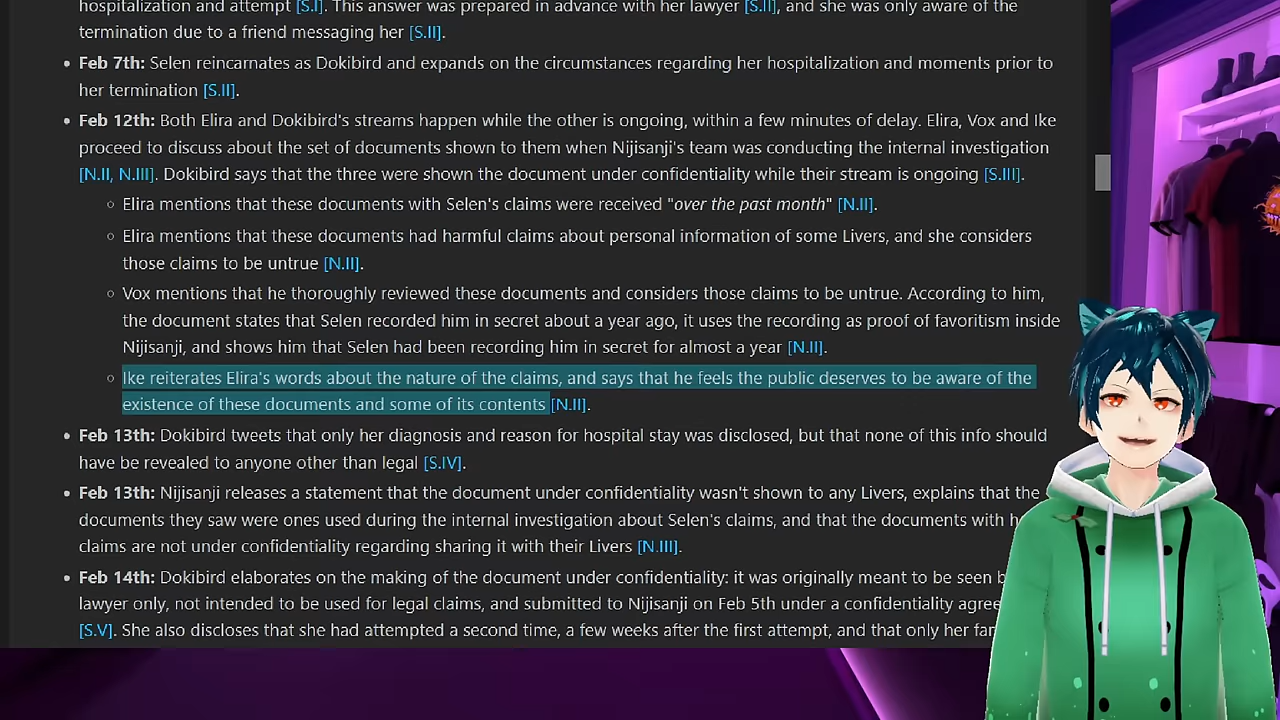 hospitalization and attempt [S.I]. This answer was prepared in advance with her lawyer [S.II], and she was only aware of the
termination due to a friend messaging her [S.II].
• Feb 7th: Selen reincarnates as Dokibird and expands on the circumstances regarding her hospitalization and moments prior to
her termination [S.II].
• Feb 12th: Both Elira and Dokibird's streams happen while the other is ongoing, within a few minutes of delay. Elira, Vox and Ike
proceed to discuss about the set of documents shown to them when Nijisanji's team was conducting the internal investigation
[N.II, N.III]. Dokibird says that the three were shown the document under confidentiality while their stream is ongoing [S.III].
○ Elira mentions that these documents with Selen's claims were received "over the past month" [N.II].
○ Elira mentions that these documents had harmful claims about personal information of some Livers, and she considers
those claims to be untrue [N.II].
○ Vox mentions that he thoroughly reviewed these documents and considers those claims to be untrue. According to him,
the document states that Selen recorded him in secret about a year ago, it uses the recording as proof of favoritism inside
Nijisanji, and shows him that Selen had been recording him in secret for almost a year [N.II].
○ Ike reiterates Elira's words about the nature of the claims, and says that he feels the public deserves to be aware of the
existence of these documents and some of its contents [N.II].
• Feb 13th: Dokibird tweets that only her diagnosis and reason for hospital stay was disclosed, but that none of this info should
have be revealed to anyone other than legal [S.IV].
• Feb 13th: Nijisanji releases a statement that the document under confidentiality wasn't shown to any Livers, explains that the
documents they saw were ones used during the internal investigation about Selen's claims, and that the documents with
claims are not under confidentiality regarding sharing it with their Livers [N.III].
• Feb 14th: Dokibird elaborates on the making of the document under confidentiality: it was originally meant to be seen
lawyer only, not intended to be used for legal claims, and submitted to Nijisanji on Feb 5th under a confidentiality
[S.V]. She also discloses that she had attempted a second time, a few weeks after the first attempt, and that only her